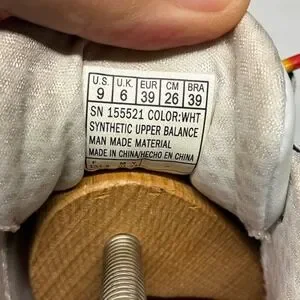 U.S. U.K. EUR CM BRA
9 6 39 26 39
SN 155521 COLOR:WHT
SYNTHETIC UPPER BALANCE
MAN MADE MATERIAL
MADE IN CHINA/HECHO EN CHINA